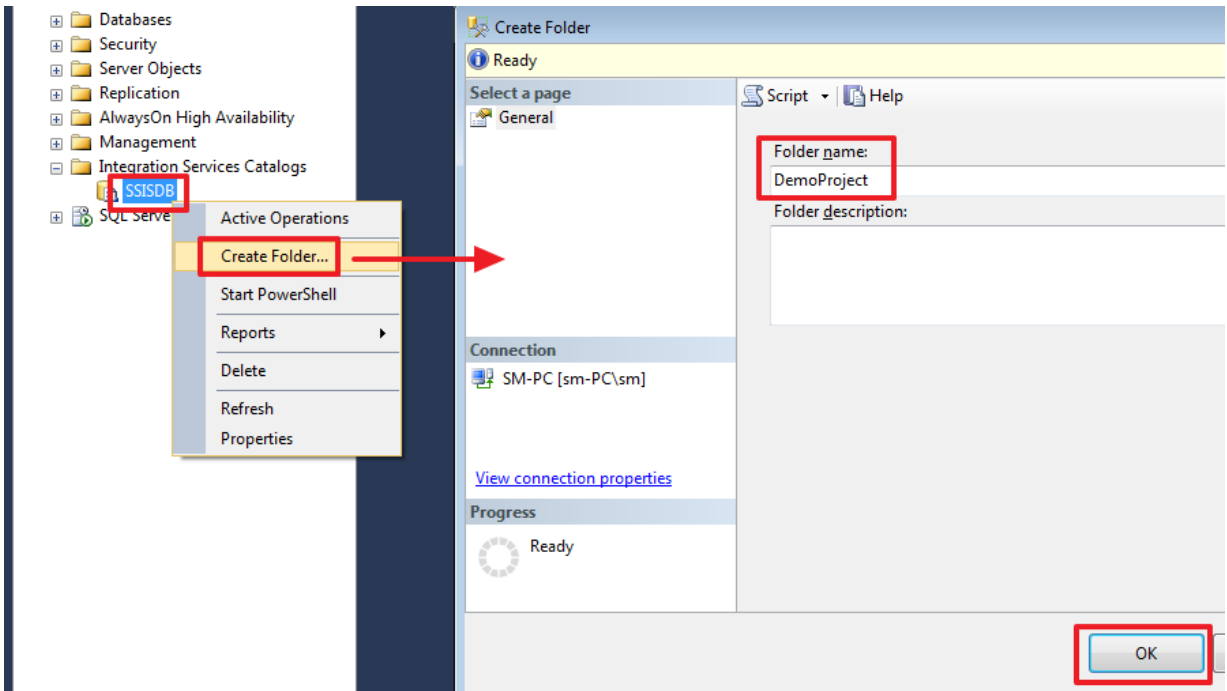 Databases
Security
Server Objects
Replication
AlwaysOn High Availability
Management
Integration Services Catalogs
SSISDB
SQL Serve
Active Operations
Create Folder...
Start PowerShell
Reports
Delete
Refresh
Properties
Create Folder
Ready
Select a page
General
Script
Help
Folder name:
DemoProject
Folder description:
Connection
SM-PC [sm-PC\sm]
View connection properties
Progress
Ready
OK